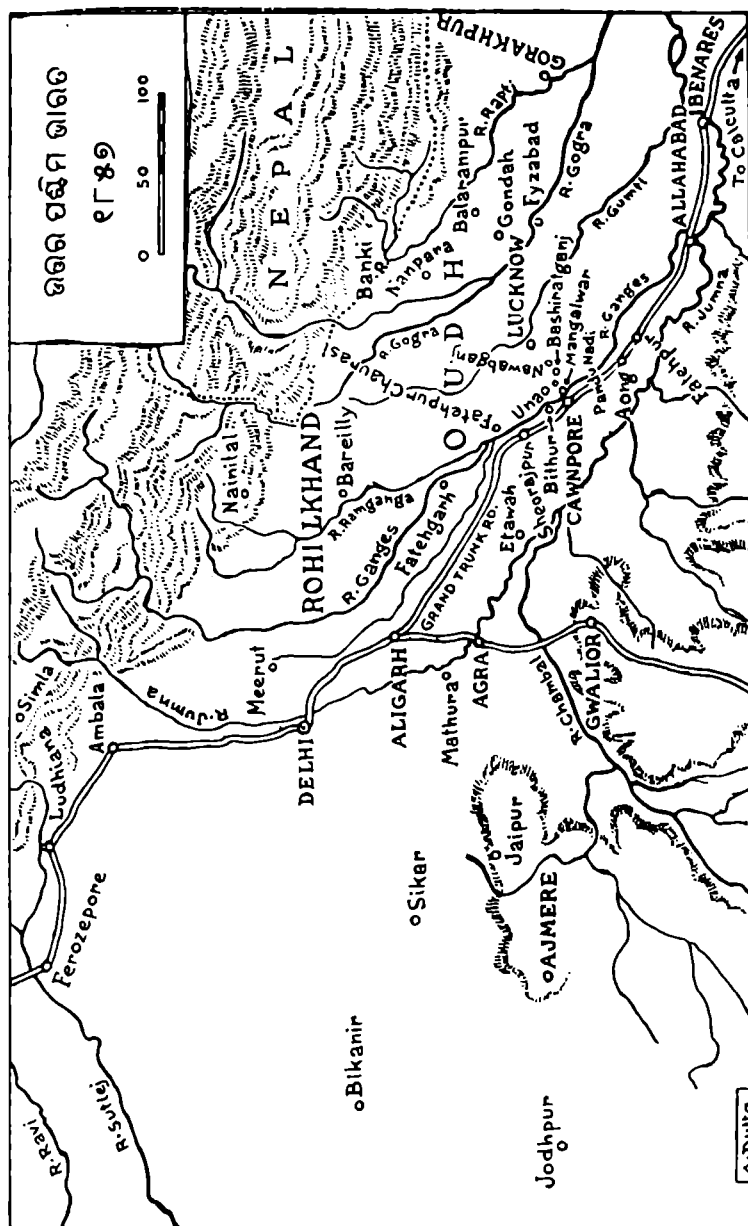 ଉତ୍ତର ପଶ୍ଚିମ ଭାରତ
୧୮୫୭
0 50 100
NEPAL
R. Ravi
R. Sutlej
Ferozepore
Ludhiana
Simla
Ambala
R. Jumna
Meerut
DELHI
Nainital
ROHILKHAND
Bareilly
R. Ramganga
R. Ganges
Fatehgarh
Bikanir
Sikar
ALIGARH
GRAND TRUNK RD.
Mathura
AGRA
Etawah
Jodhpur
AJMERE
Jaipur
R. Chambal
GWALIOR
OUDH
Fatehpur Chaurasi
R. Gogra
Banki
Nanpara
Balarampur
R. Rapti
GORAKHPUR
Gondah
Fyzabad
R. Gogra
LUCKNOW
Nawabganj
Bashiratganj
Unao
Mangalwar
Sheorajpur
Bithur
CAWNPORE
Pandu Nadi
Aong
Fatehpur
R. Gumti
R. Ganges
R. Jumna
ALLAHABAD
BENARES
To Calcutta